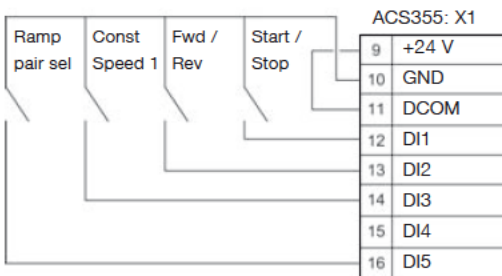 ACS355: X1
Ramp
pair sel
Const
Speed 1
Fwd /
Rev
Start /
Stop
9 +24 V
10 GND
11 DCOM
12 DI1
13 DI2
14 DI3
15 DI4
16 DI5